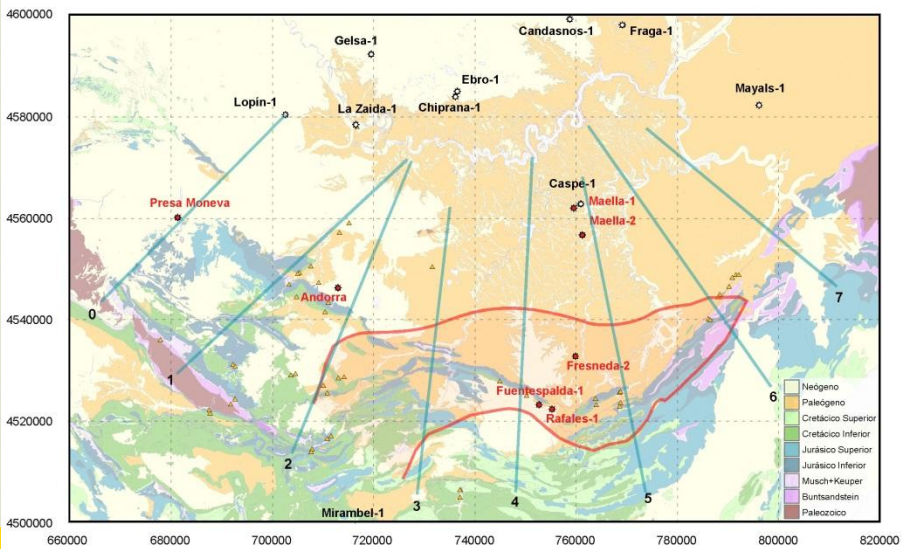 4600000
4580000
4560000
4540000
4520000
4500000
Candasnos-1
Fraga-1
Gelsa-1
Ebro-1
Mayals-1
Lopín-1
La Zaida-1
Chiprana-1
Caspe-1
Presa Moneva
Maella-1
Maella-2
Andorra
Fresneda-2
Fuentespalda-1
Rafales-1
Mirambel-1
0
1
2
3
4
5
6
7
Neógeno
Paleógeno
Cretácico Superior
Cretácico Inferior
Jurásico Superior
Jurásico Inferior
Musch+Keuper
Buntsandstein
Paleozoico
660000 680000 700000 720000 740000 760000 780000 800000 820000